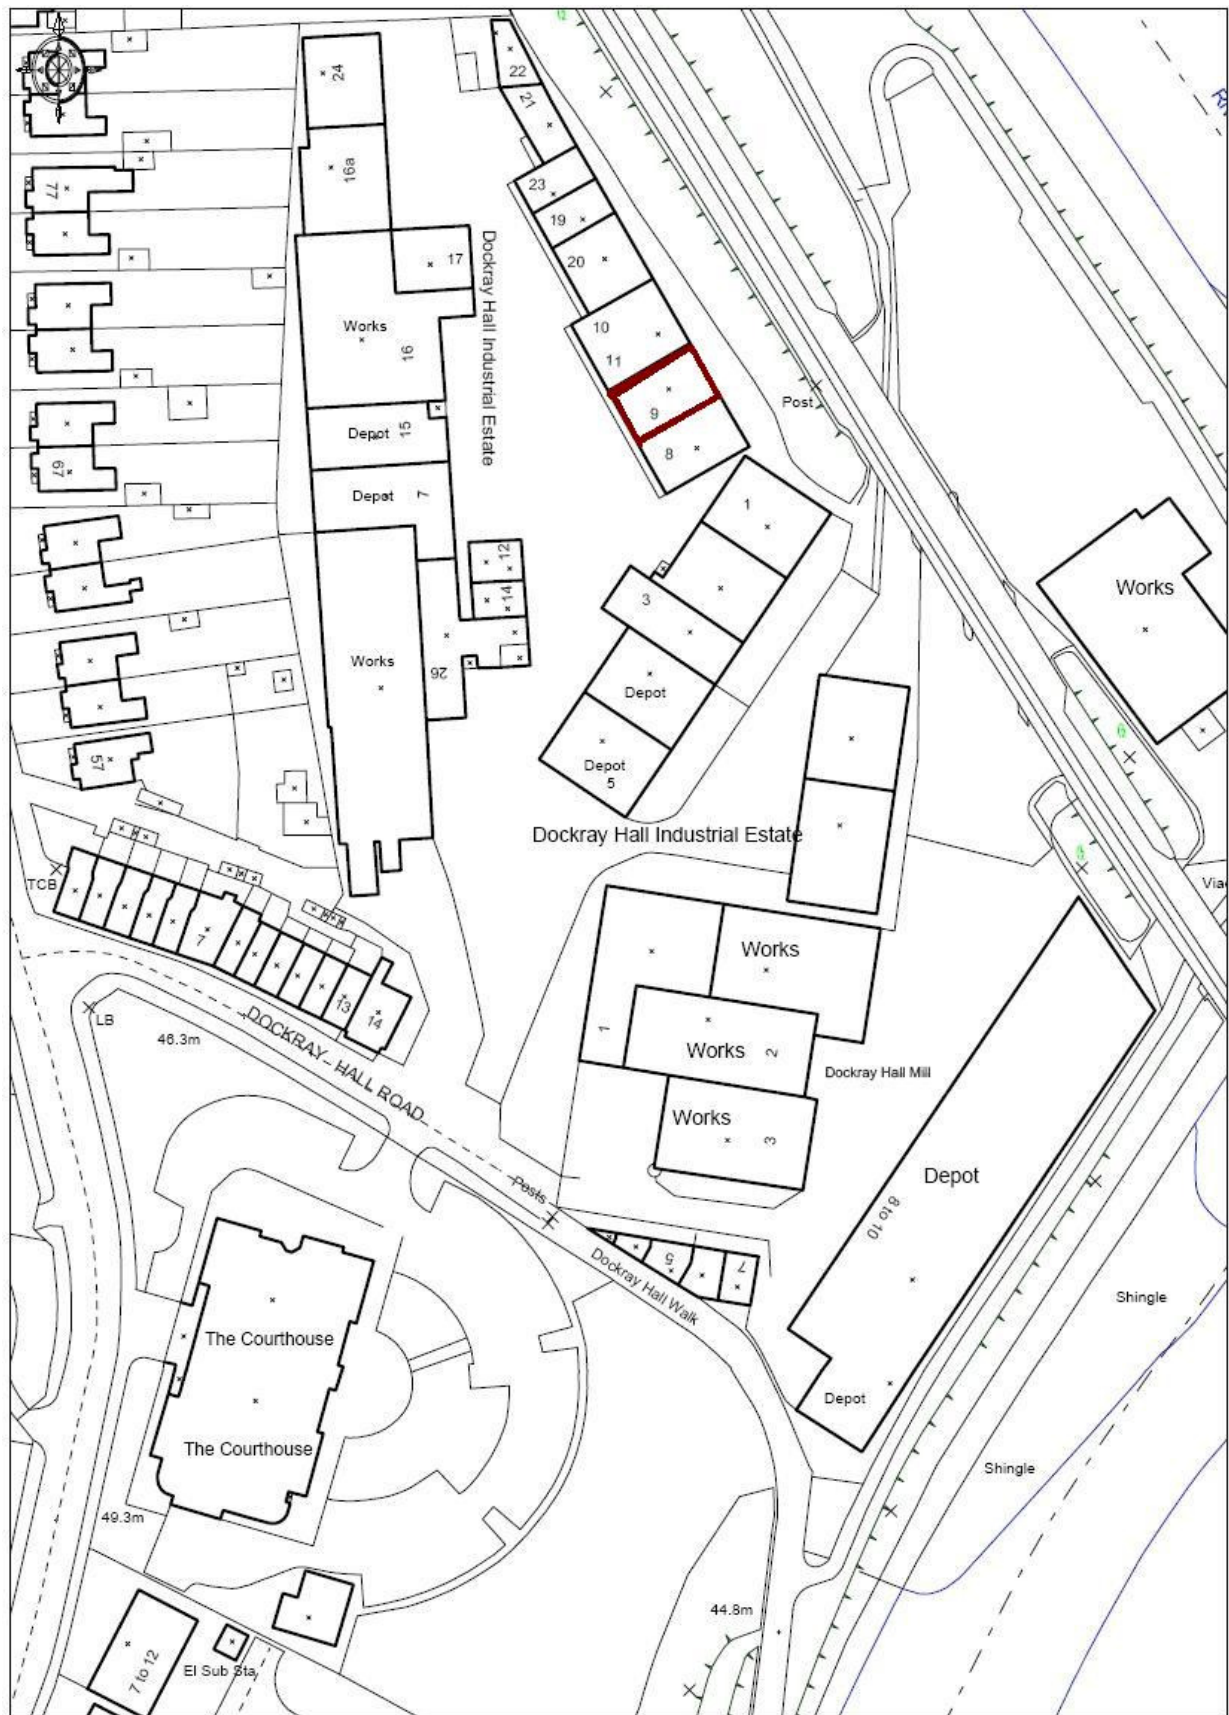 22
24
21
16a
23
77
19
17
20
Dockray Hall Industrial Estate
10
Works
16
11
Post
9
15
Depot
8
67
Depot
7
1
12
Works
14
3
Works
26
Depot
57
Depot
5
Dockray Hall Industrial Estate
TCB
7
Works
13
14
LB
DOCKRAY HALL ROAD
46.3m
1
Works
2
Dockray Hall Mill
Works
3
Depot
Posts
8 to 10
5
7
Dockray Hall Walk
Shingle
The Courthouse
Depot
The Courthouse
Shingle
49.3m
44.8m
7 to 12
El Sub Sta